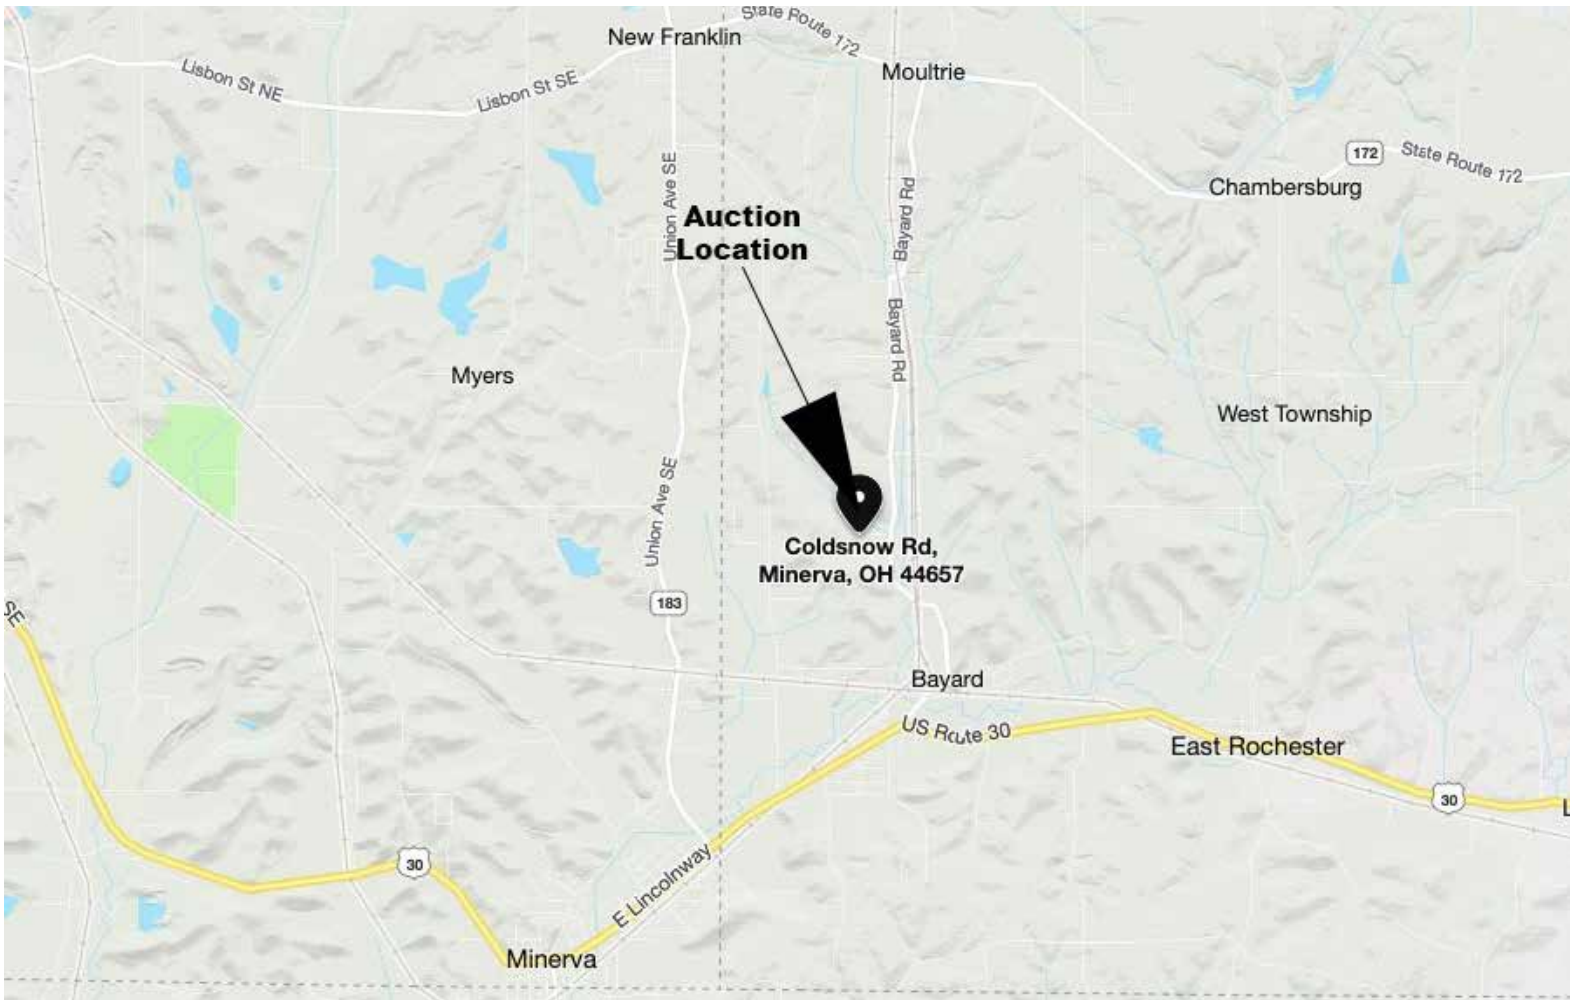 State Route 172
New Franklin
Moultrie
Lisbon St NE
Lisbon St SE
172
State Route 172
Chambersburg
Union Ave SE
Bayard Rd
Auction
Location
Bayard Rd
Myers
West Township
Union Ave SE
Coldsnow Rd,
Minerva, OH 44657
183
SE
Bayard
US Route 30
East Rochester
30
L
30
E Lincolnway
Minerva